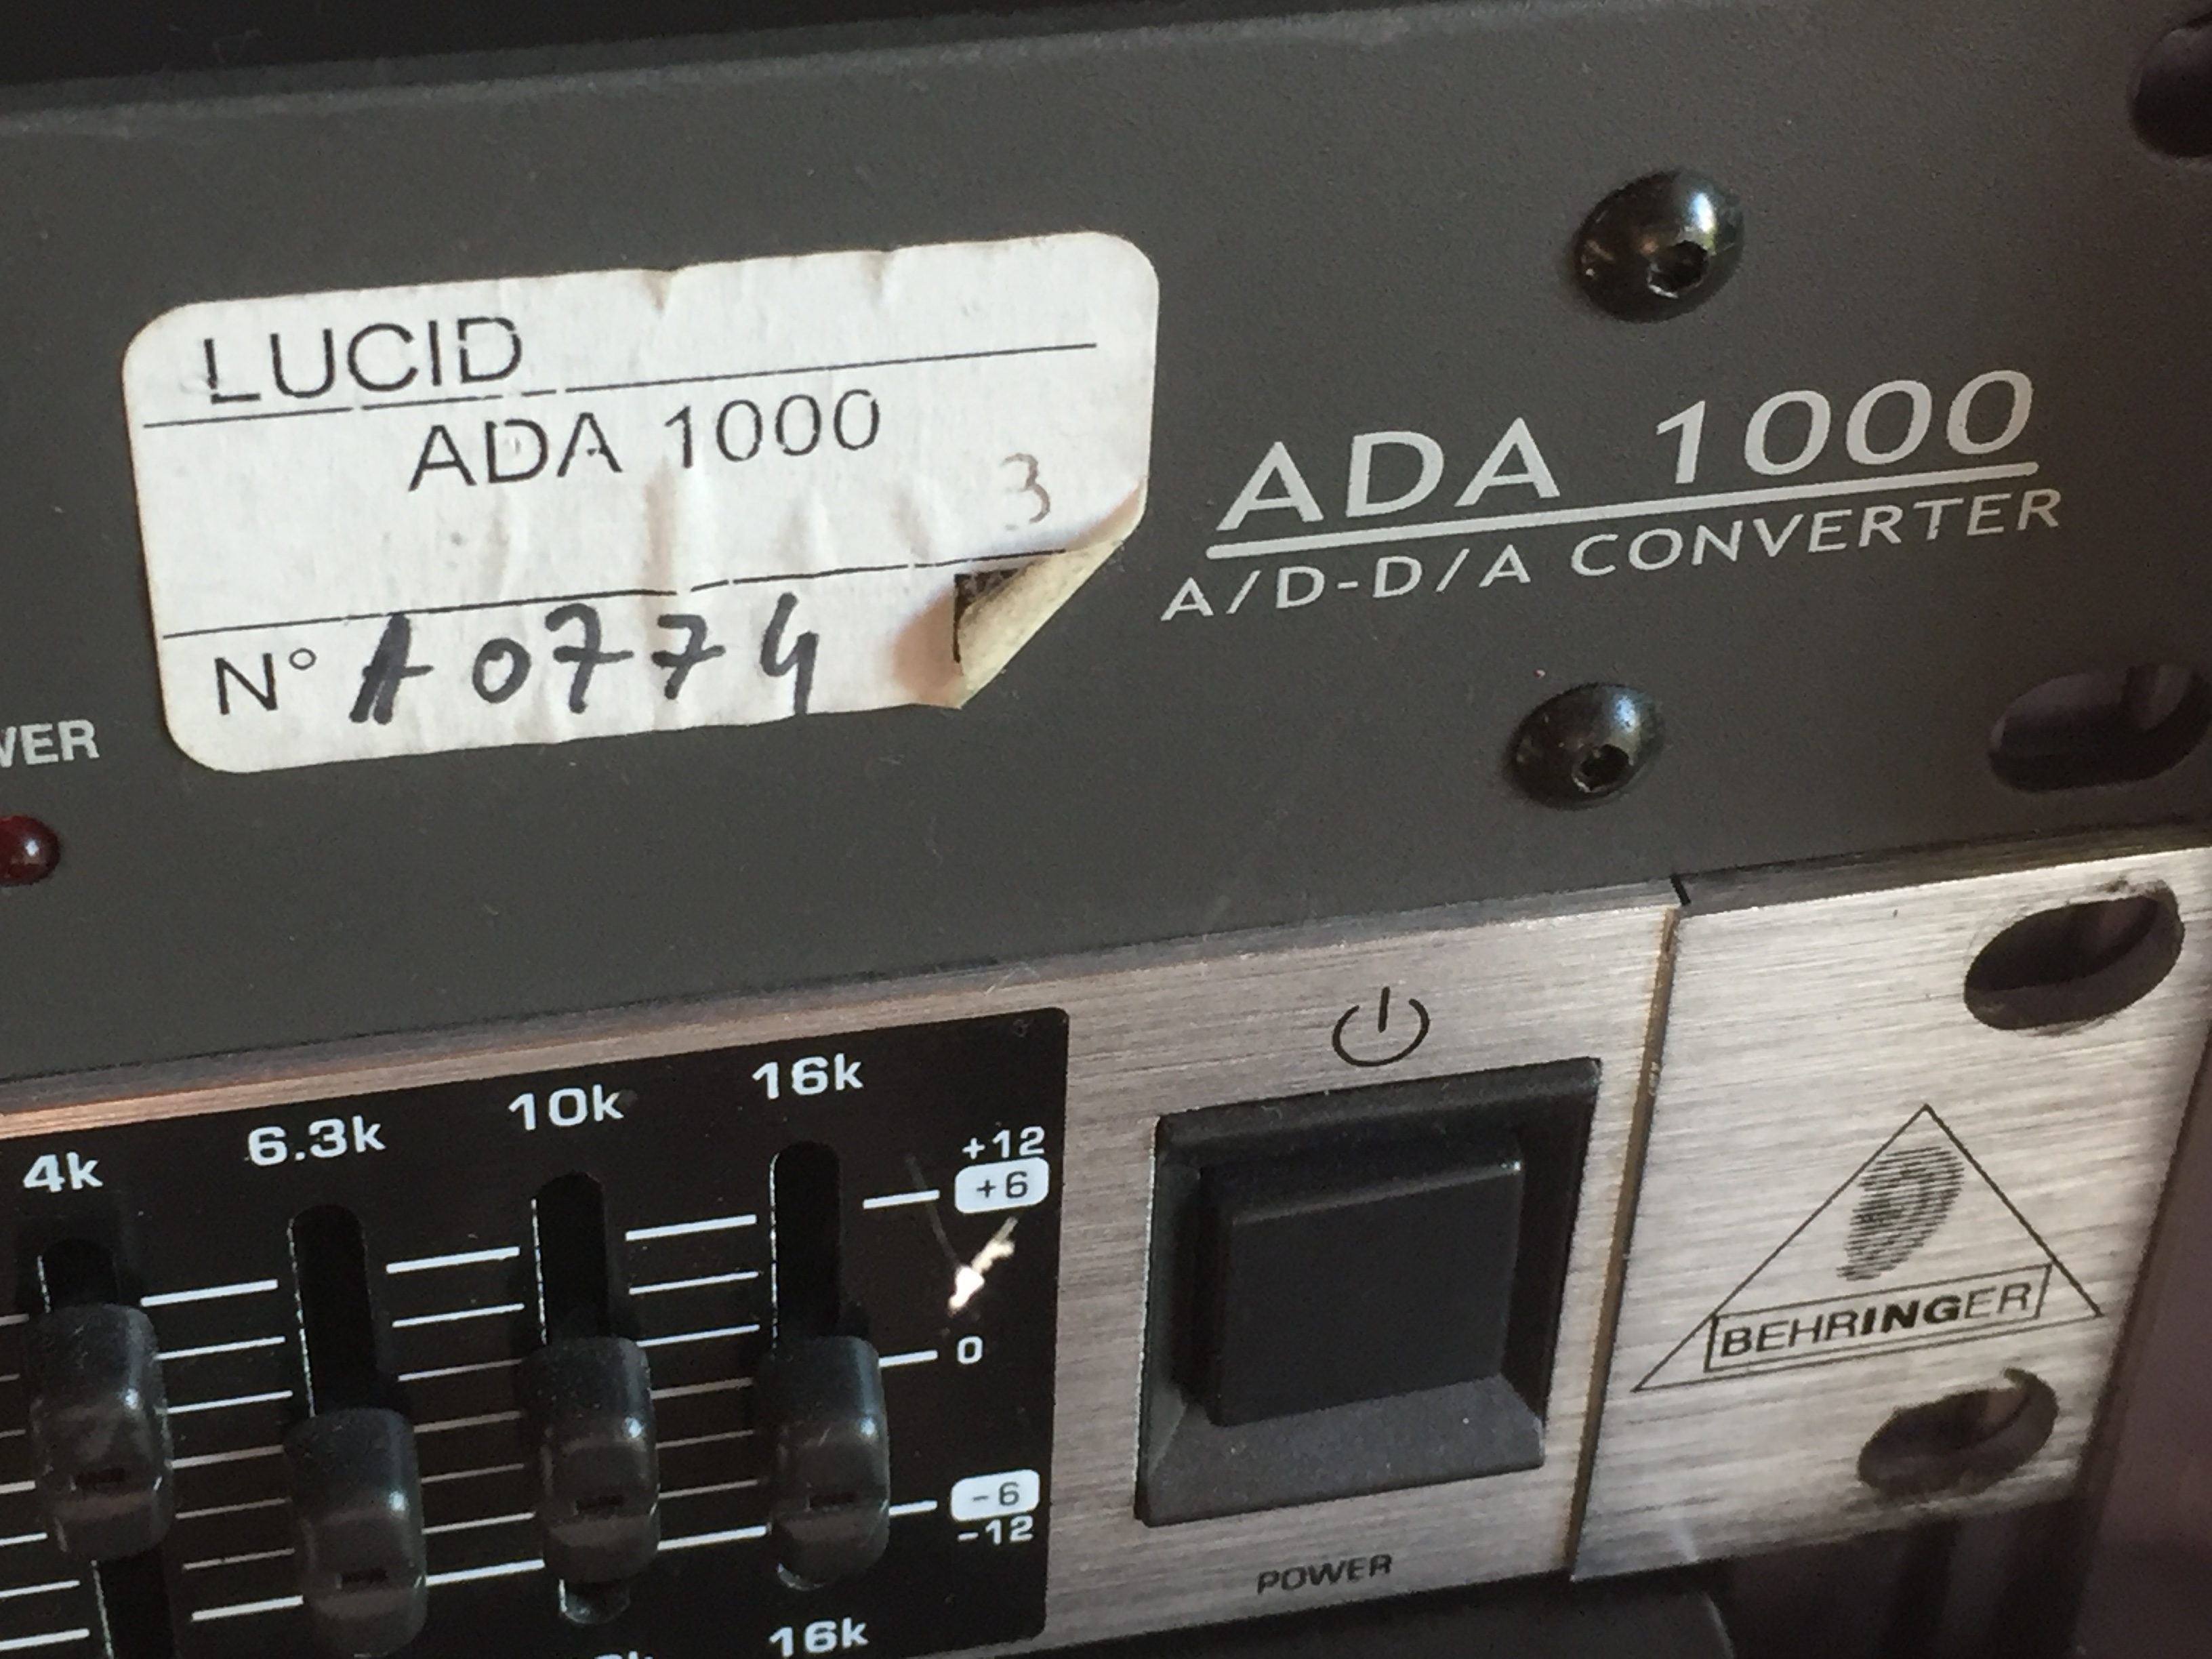 LUCID
ADA 1000
3
N° A0774
ADA 1000
A/D-D/A CONVERTER
WER
4k 6.3k 10k 16k
+12
+6
0
-6
-12
16k
POWER
BEHRINGER